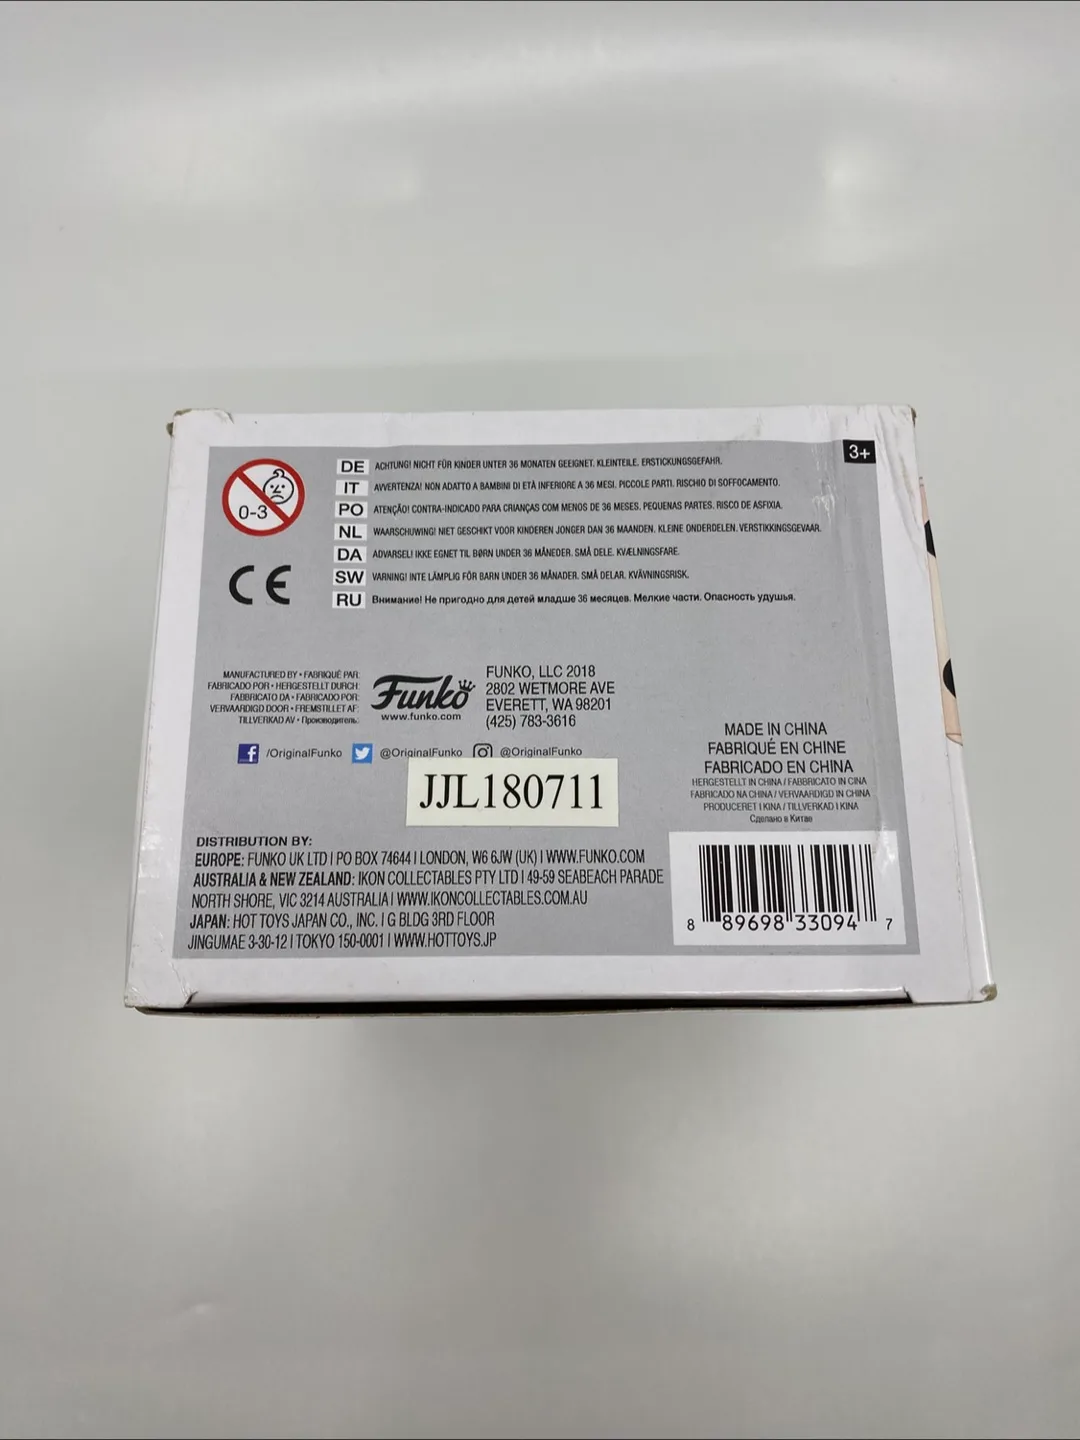 3+
0-3
DE ACHTUNG! NICHT FÜR KINDER UNTER 36 MONATEN GEEIGNET. KLEINTEILE. ERSTICKUNGSGEFAHR.
IT AVVERTENZA! NON ADATTO A BAMBINI DI ETÀ INFERIORE A 36 MESI. PICCOLE PARTI. RISCHIO DI SOFFOCAMENTO.
PO ATENÇÃO! CONTRA-INDICADO PARA CRIANÇAS COM MENOS DE 36 MESES. PEQUENAS PARTES. RISCO DE ASFIXIA.
NL WAARSCHUWING! NIET GESCHIKT VOOR KINDEREN JONGER DAN 36 MAANDEN. KLEINE ONDERDELEN. VERSTIKKINGSGEVAAR.
DA ADVARSEL! IKKE EGNET TIL BØRN UNDER 36 MÅNEDER. SMÅ DELE. KVÆLNINGSFARE.
SW VARNING! INTE LÄMPLIG FÖR BARN UNDER 36 MÅNADER. SMÅ DELAR. KVÄVNINGSRISK.
RU Внимание! Не пригодно для детей младше 36 месяцев. Мелкие части. Опасность удушья.
CE
MANUFACTURED BY • FABRIQUÉ PAR:
FABRICADO POR • HERGESTELLT DURCH:
FABBRICATO DA • FABRICADO POR:
VERVAARDIGD DOOR • FREMSTILLET AF:
TILLVERKAD AV • Производитель:
Funko
www.funko.com
FUNKO, LLC 2018
2802 WETMORE AVE
EVERETT, WA 98201
(425) 783-3616
f /OriginalFunko @OriginalFunko @OriginalFunko
JJL180711
MADE IN CHINA
FABRIQUÉ EN CHINE
FABRICADO EN CHINA
HERGESTELLT IN CHINA / FABBRICATO IN CINA
FABRICADO NA CHINA / VERVAARDIGD IN CHINA
PRODUCERET I KINA / TILLVERKAD I KINA
Сделано в Китае
DISTRIBUTION BY:
EUROPE: FUNKO UK LTD | PO BOX 74644 | LONDON, W6 6JW (UK) | WWW.FUNKO.COM
AUSTRALIA & NEW ZEALAND: IKON COLLECTABLES PTY LTD | 49-59 SEABEACH PARADE
NORTH SHORE, VIC 3214 AUSTRALIA | WWW.IKONCOLLECTABLES.COM.AU
JAPAN: HOT TOYS JAPAN CO., INC. | G BLDG 3RD FLOOR
JINGUMAE 3-30-12 | TOKYO 150-0001 | WWW.HOTTOYS.JP
8 89698 33094 7